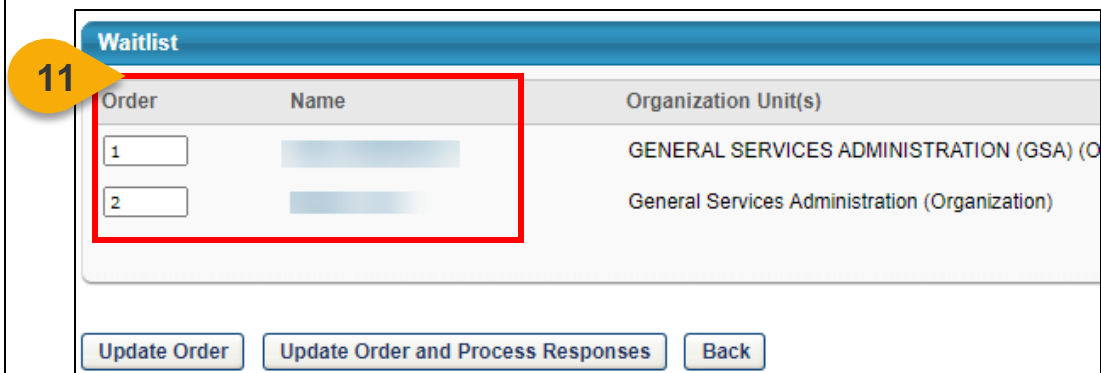 Waitlist
11
Order Name Organization Unit(s)
1 GENERAL SERVICES ADMINISTRATION (GSA) (O
2 General Services Administration (Organization)
Update Order Update Order and Process Responses Back